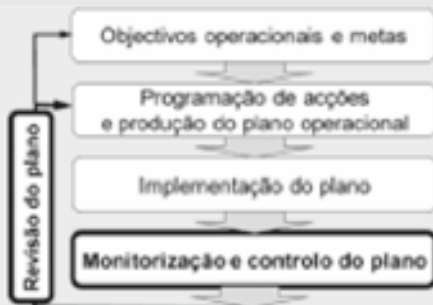 Objectivos operacionais e metas
Programação de acções
e produção do plano operacional
Implementação do plano
Monitorização e controlo do plano
Revisão do plano